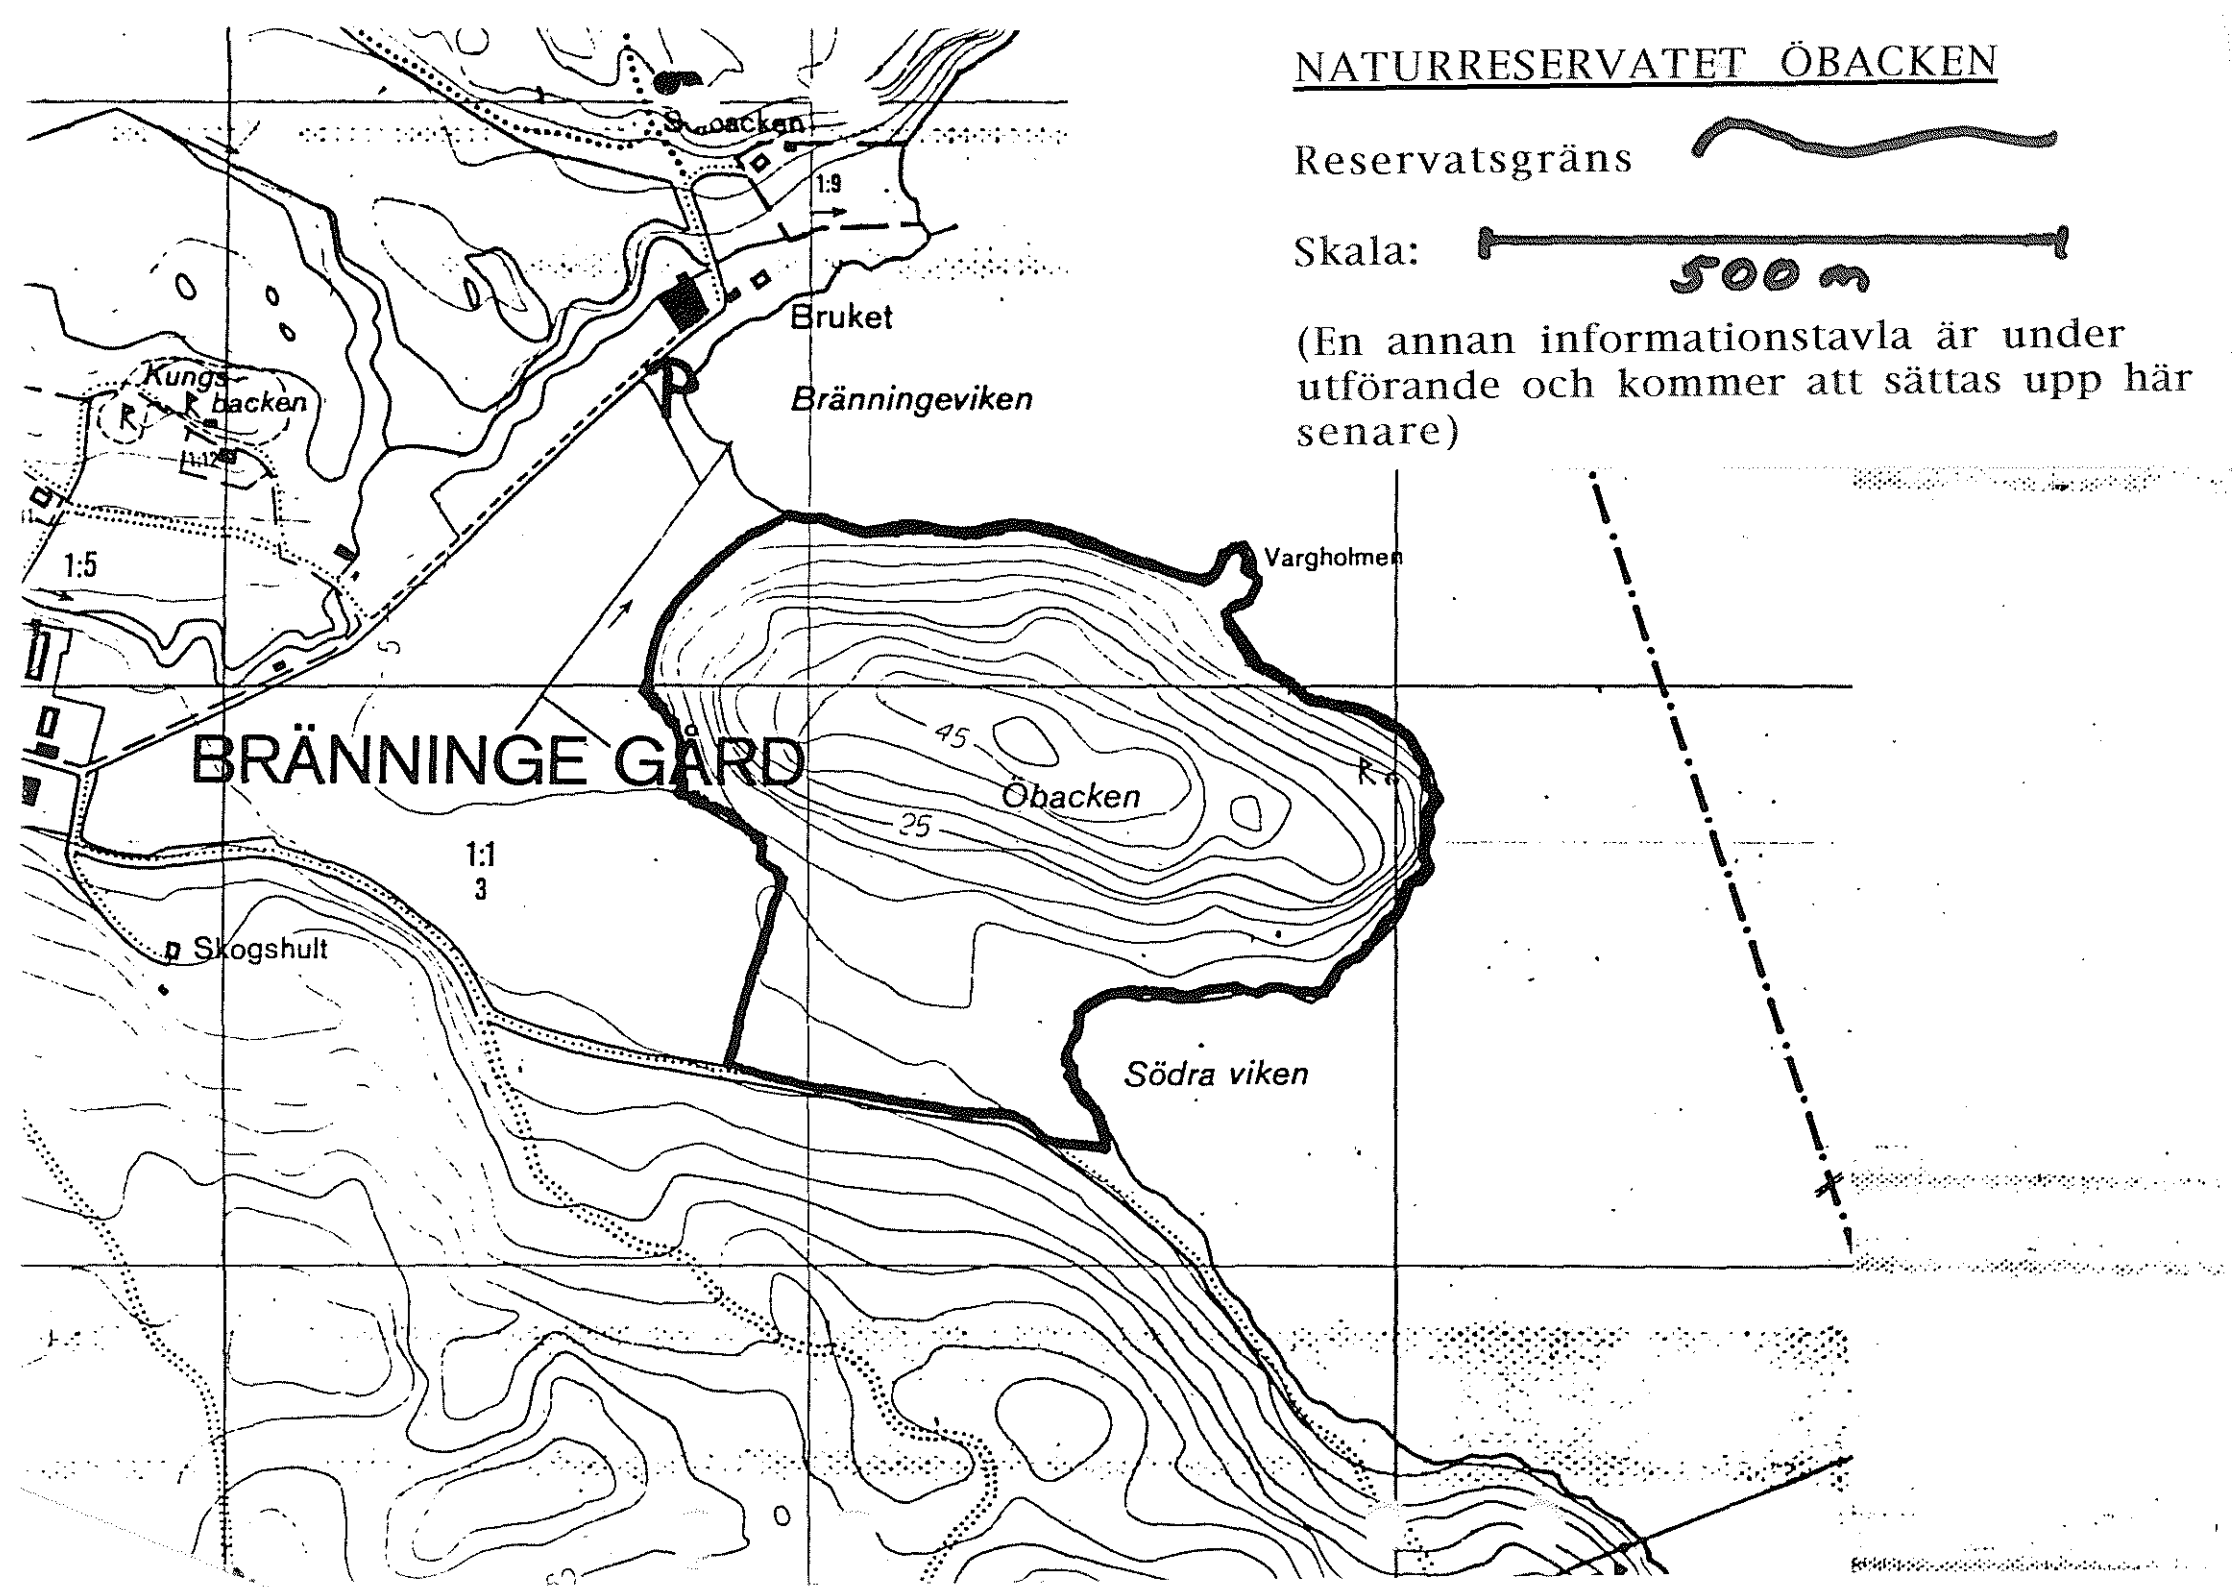 NATURRESERVATET ÖBACKEN
Reservatsgräns
Skala:
500 m
(En annan informationstavla är under
utförande och kommer att sättas upp här
senare)
1:9
Bruket
P
Bränningeviken
Kungs-
backen
R
R
1:12
1:5
Vargholmen
5
BRÄNNINGE GÅRD
45
Öbacken
R
25
1:1
3
Skogshult
Södra viken